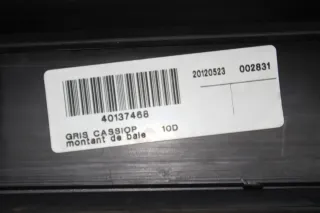 20120523 002831
40137468
GRIS CASSIOP 10D
montant de baie